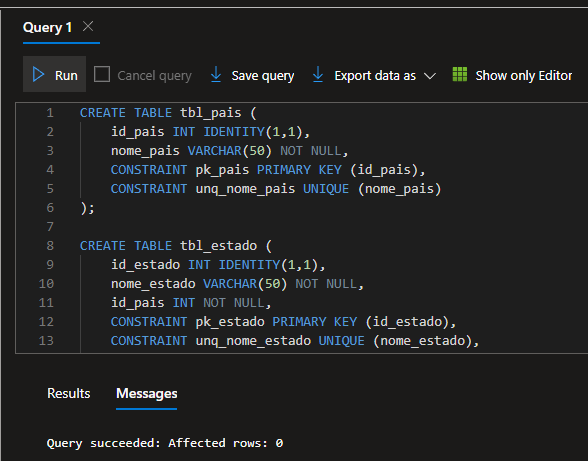 Query 1
Run Cancel query Save query Export data as Show only Editor
1 CREATE TABLE tbl_pais (
2 id_pais INT IDENTITY(1,1),
3 nome_pais VARCHAR(50) NOT NULL,
4 CONSTRAINT pk_pais PRIMARY KEY (id_pais),
5 CONSTRAINT unq_nome_pais UNIQUE (nome_pais)
6 );
7
8 CREATE TABLE tbl_estado (
9 id_estado INT IDENTITY(1,1),
10 nome_estado VARCHAR(50) NOT NULL,
11 id_pais INT NOT NULL,
12 CONSTRAINT pk_estado PRIMARY KEY (id_estado),
13 CONSTRAINT unq_nome_estado UNIQUE (nome_estado),
Results Messages
Query succeeded: Affected rows: 0